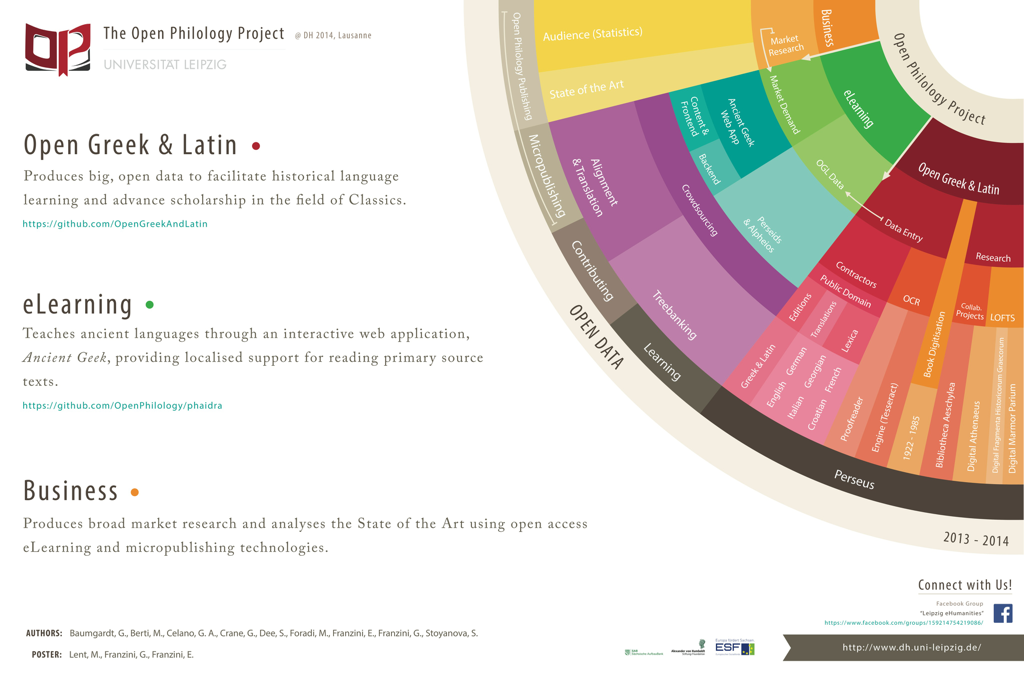 The Open Philology Project @ DH 2014, Lausanne
UNIVERSITÄT LEIPZIG
Open Greek & Latin
Produces big, open data to facilitate historical language
learning and advance scholarship in the field of Classics.
https://github.com/OpenGreekAndLatin
eLearning
Teaches ancient languages through an interactive web application,
Ancient Geek, providing localised support for reading primary source
texts.
https://github.com/OpenPhilology/phaidra
Business
Produces broad market research and analyses the State of the Art using open access
eLearning and micropublishing technologies.
AUTHORS: Baumgardt, G., Berti, M., Celano, G. A., Crane, G., Dee, S., Foradi, M., Franzini, E., Franzini, G., Stoyanova, S.
POSTER: Lent, M., Franzini, G., Franzini, E.
Open Philology Project
Business
eLearning
Open Greek & Latin
Market
Research
Market Demand
OGL Data
Data Entry
Research
Audience (Statistics)
State of the Art
Content &
Frontend
Ancient Geek
Web App
Backend
Perseids
& Alpheios
Crowdsourcing
Alignment
& Translation
Treebanking
Contractors
Public Domain
OCR
Book Digitisation
Collab.
Projects
LOFTS
Editions
Translations
Lexica
Greek & Latin
English
German
Italian
Georgian
Croatian
French
Proofreader
Engine (Tesseract)
1922 - 1985
Bibliotheca Aeschylea
Digital Athenaeus
Digital Fragmenta Historicorum Graecorum
Digital Marmor Parium
Open Philology Publishing
Micropublishing
Contributing
Learning
Perseus
OPEN DATA
2013 - 2014
Connect with Us!
Facebook Group
"Leipzig eHumanities"
https://www.facebook.com/groups/159214754219086/
http://www.dh.uni-leipzig.de/
Europa fördert Sachsen.
ESF
Alexander von Humboldt